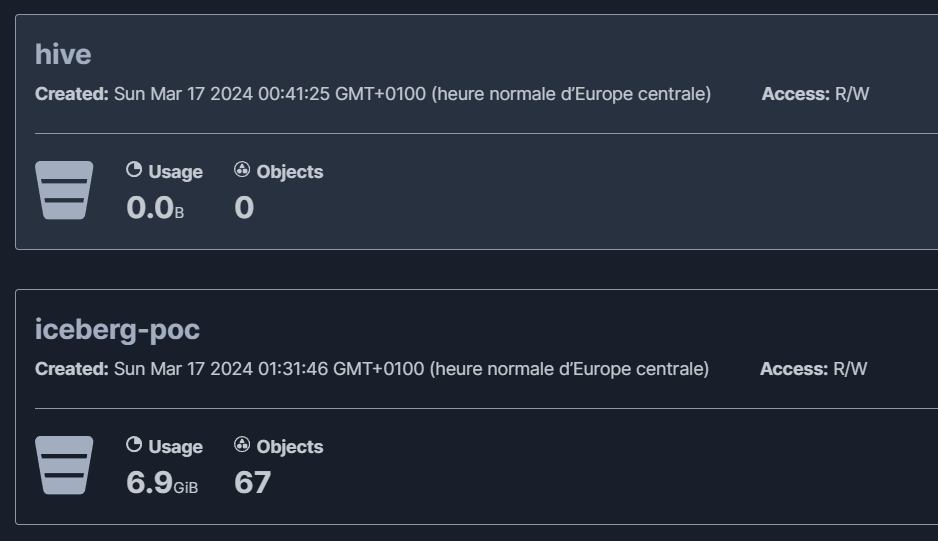 hive
Created: Sun Mar 17 2024 00:41:25 GMT+0100 (heure normale d’Europe centrale) Access: R/W
Usage Objects
0.0B 0
iceberg-poc
Created: Sun Mar 17 2024 01:31:46 GMT+0100 (heure normale d’Europe centrale) Access: R/W
Usage Objects
6.9GiB 67